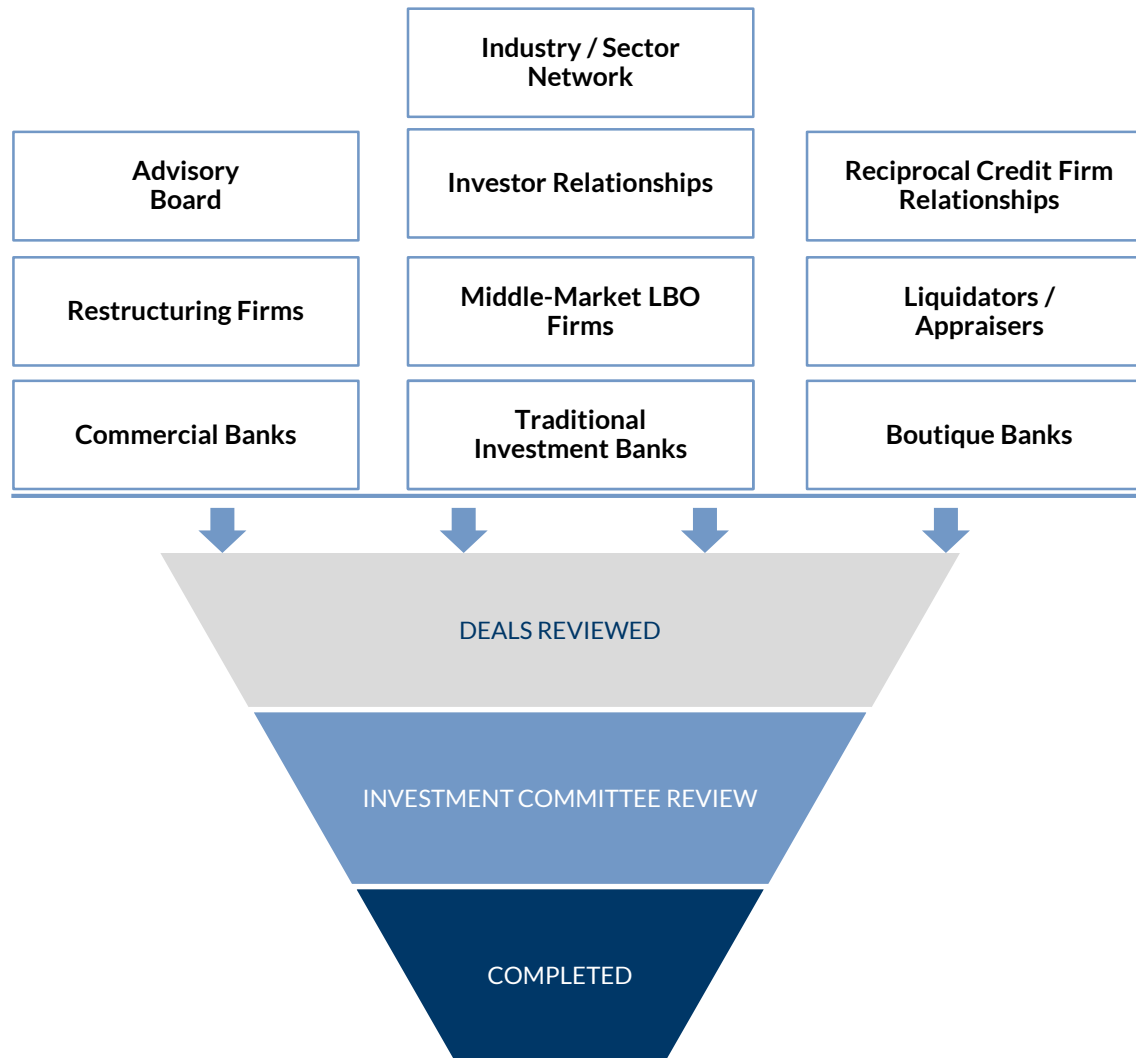 Industry / Sector
Network
Advisory
Board
Investor Relationships
Reciprocal Credit Firm
Relationships
Restructuring Firms
Middle-Market LBO
Firms
Liquidators /
Appraisers
Commercial Banks
Traditional
Investment Banks
Boutique Banks
DEALS REVIEWED
INVESTMENT COMMITTEE REVIEW
COMPLETED